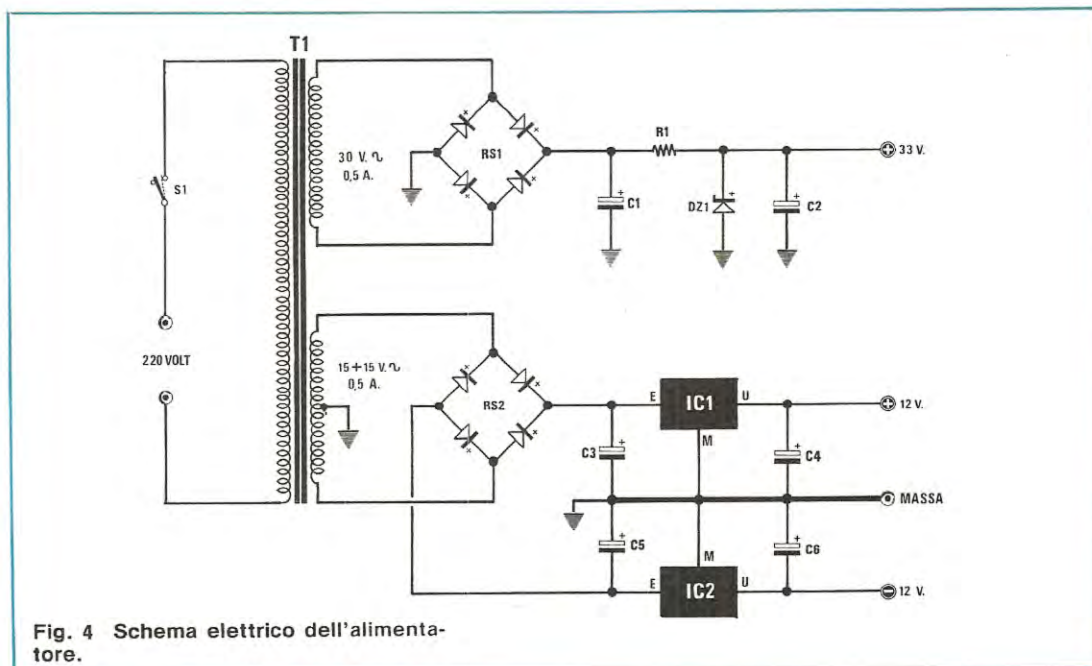 T1
S1
220 VOLT
30 V. ∿
0,5 A.
RS1
R1
C1
DZ1
C2
33 V.
15+15 V. ∿
0,5 A.
RS2
E
IC1
U
M
C3
C4
12 V.
MASSA
C5
C6
M
E
IC2
U
12 V.
Fig. 4 Schema elettrico dell'alimenta-
tore.